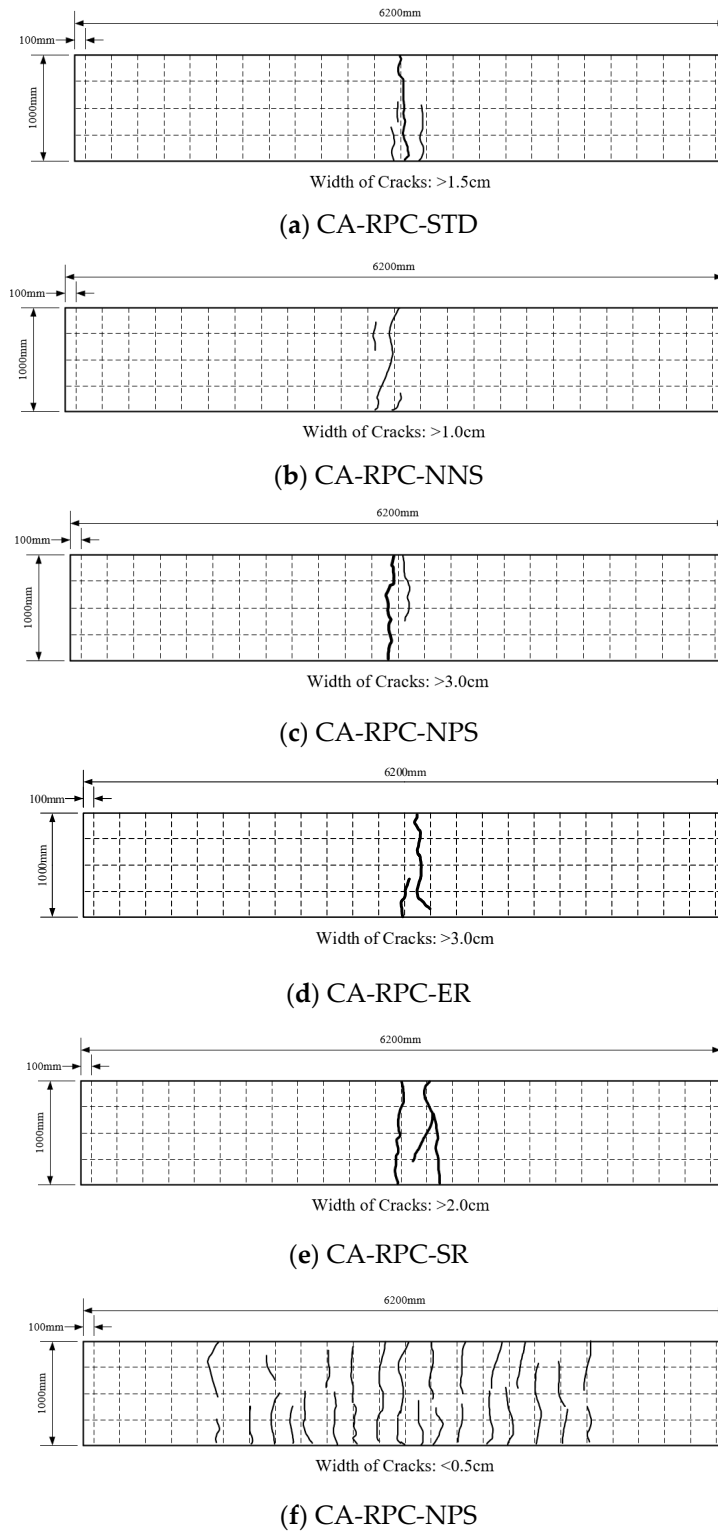 6200mm
100mm
1000mm
Width of Cracks: >1.5cm
(a) CA-RPC-STD
6200mm
100mm
1000mm
Width of Cracks: >1.0cm
(b) CA-RPC-NNS
6200mm
100mm
1000mm
Width of Cracks: >3.0cm
(c) CA-RPC-NPS
6200mm
100mm
1000mm
Width of Cracks: >3.0cm
(d) CA-RPC-ER
6200mm
100mm
1000mm
Width of Cracks: >2.0cm
(e) CA-RPC-SR
6200mm
100mm
1000mm
Width of Cracks: <0.5cm
(f) CA-RPC-NPS